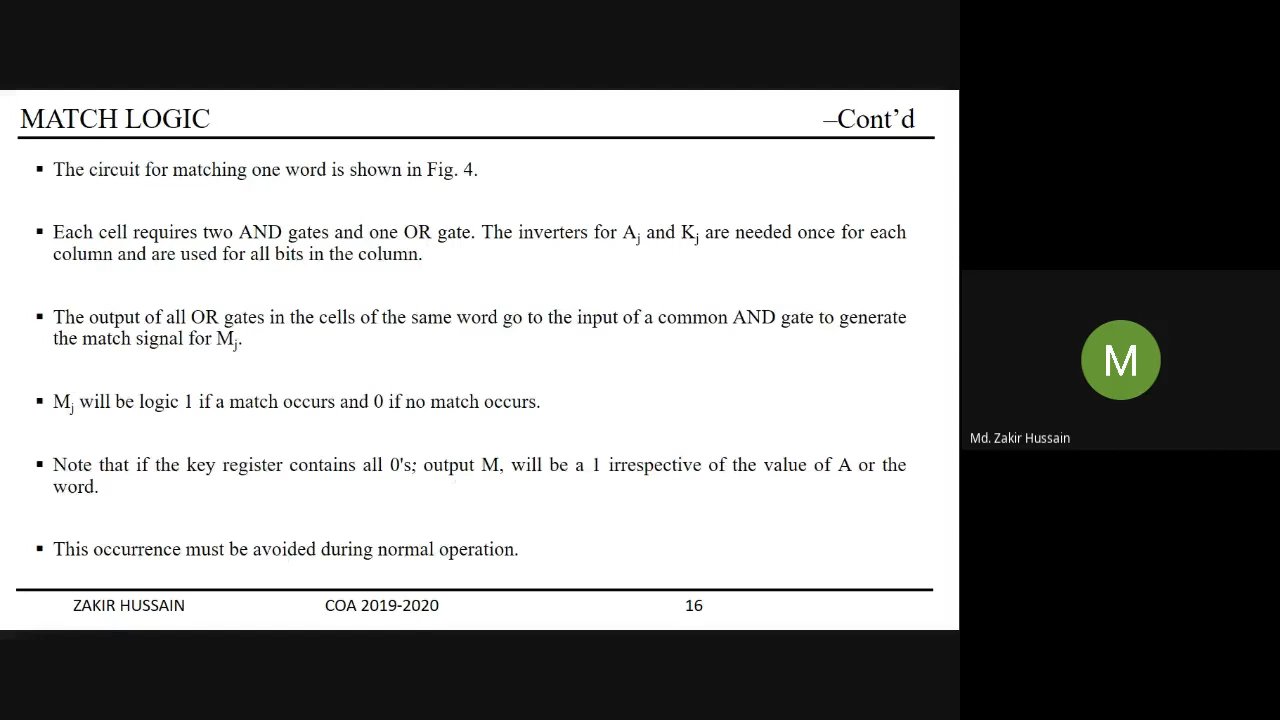 MATCH LOGIC –Cont’d
▪ The circuit for matching one word is shown in Fig. 4.
▪ Each cell requires two AND gates and one OR gate. The inverters for Aj and Kj are needed once for each
column and are used for all bits in the column.
▪ The output of all OR gates in the cells of the same word go to the input of a common AND gate to generate
the match signal for Mj.
▪ Mj will be logic 1 if a match occurs and 0 if no match occurs.
▪ Note that if the key register contains all 0's; output M, will be a 1 irrespective of the value of A or the
word.
▪ This occurrence must be avoided during normal operation.
ZAKIR HUSSAIN COA 2019-2020 16
M
Md. Zakir Hussain